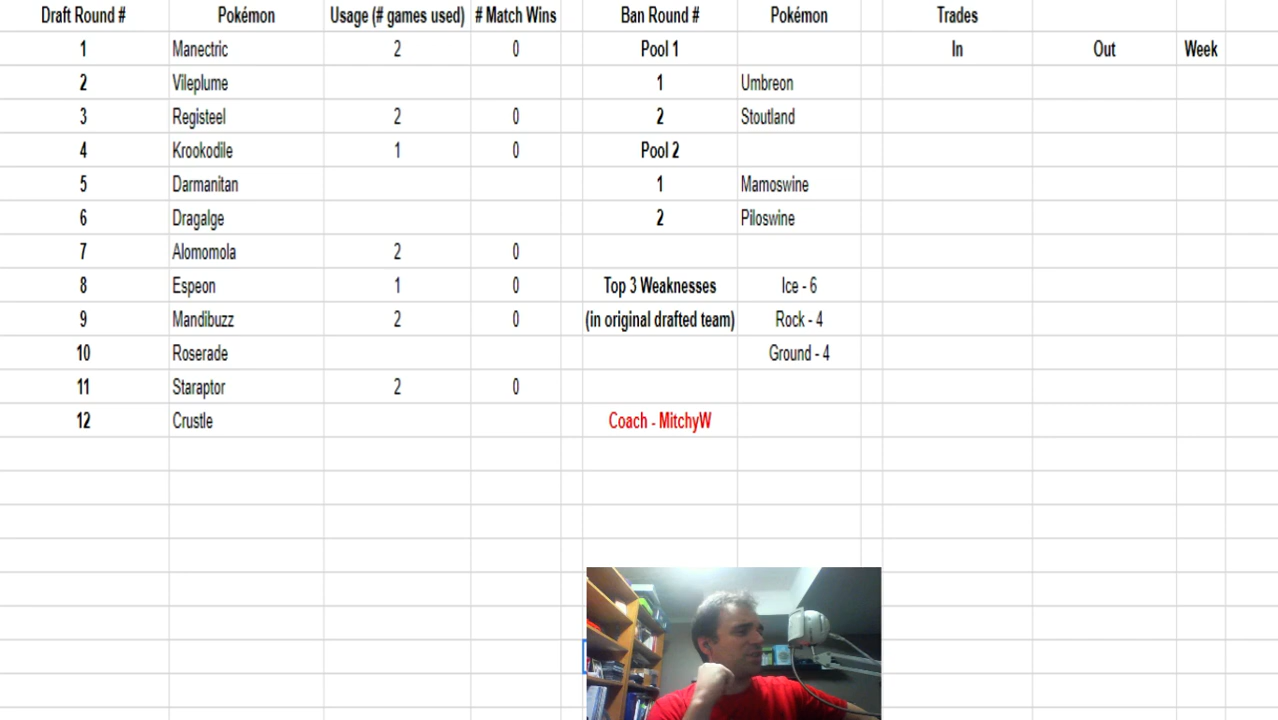 Draft Round # Pokémon Usage (# games used) # Match Wins Ban Round # Pokémon Trades
1 Manectric 2 0 Pool 1 In Out Week
2 Vileplume 1 Umbreon
3 Registeel 2 0 2 Stoutland
4 Krookodile 1 0 Pool 2
5 Darmanitan 1 Mamoswine
6 Dragalge 2 Piloswine
7 Alomomola 2 0
8 Espeon 1 0 Top 3 Weaknesses Ice - 6
9 Mandibuzz 2 0 (in original drafted team) Rock - 4
10 Roserade Ground - 4
11 Staraptor 2 0
12 Crustle Coach - MitchyW